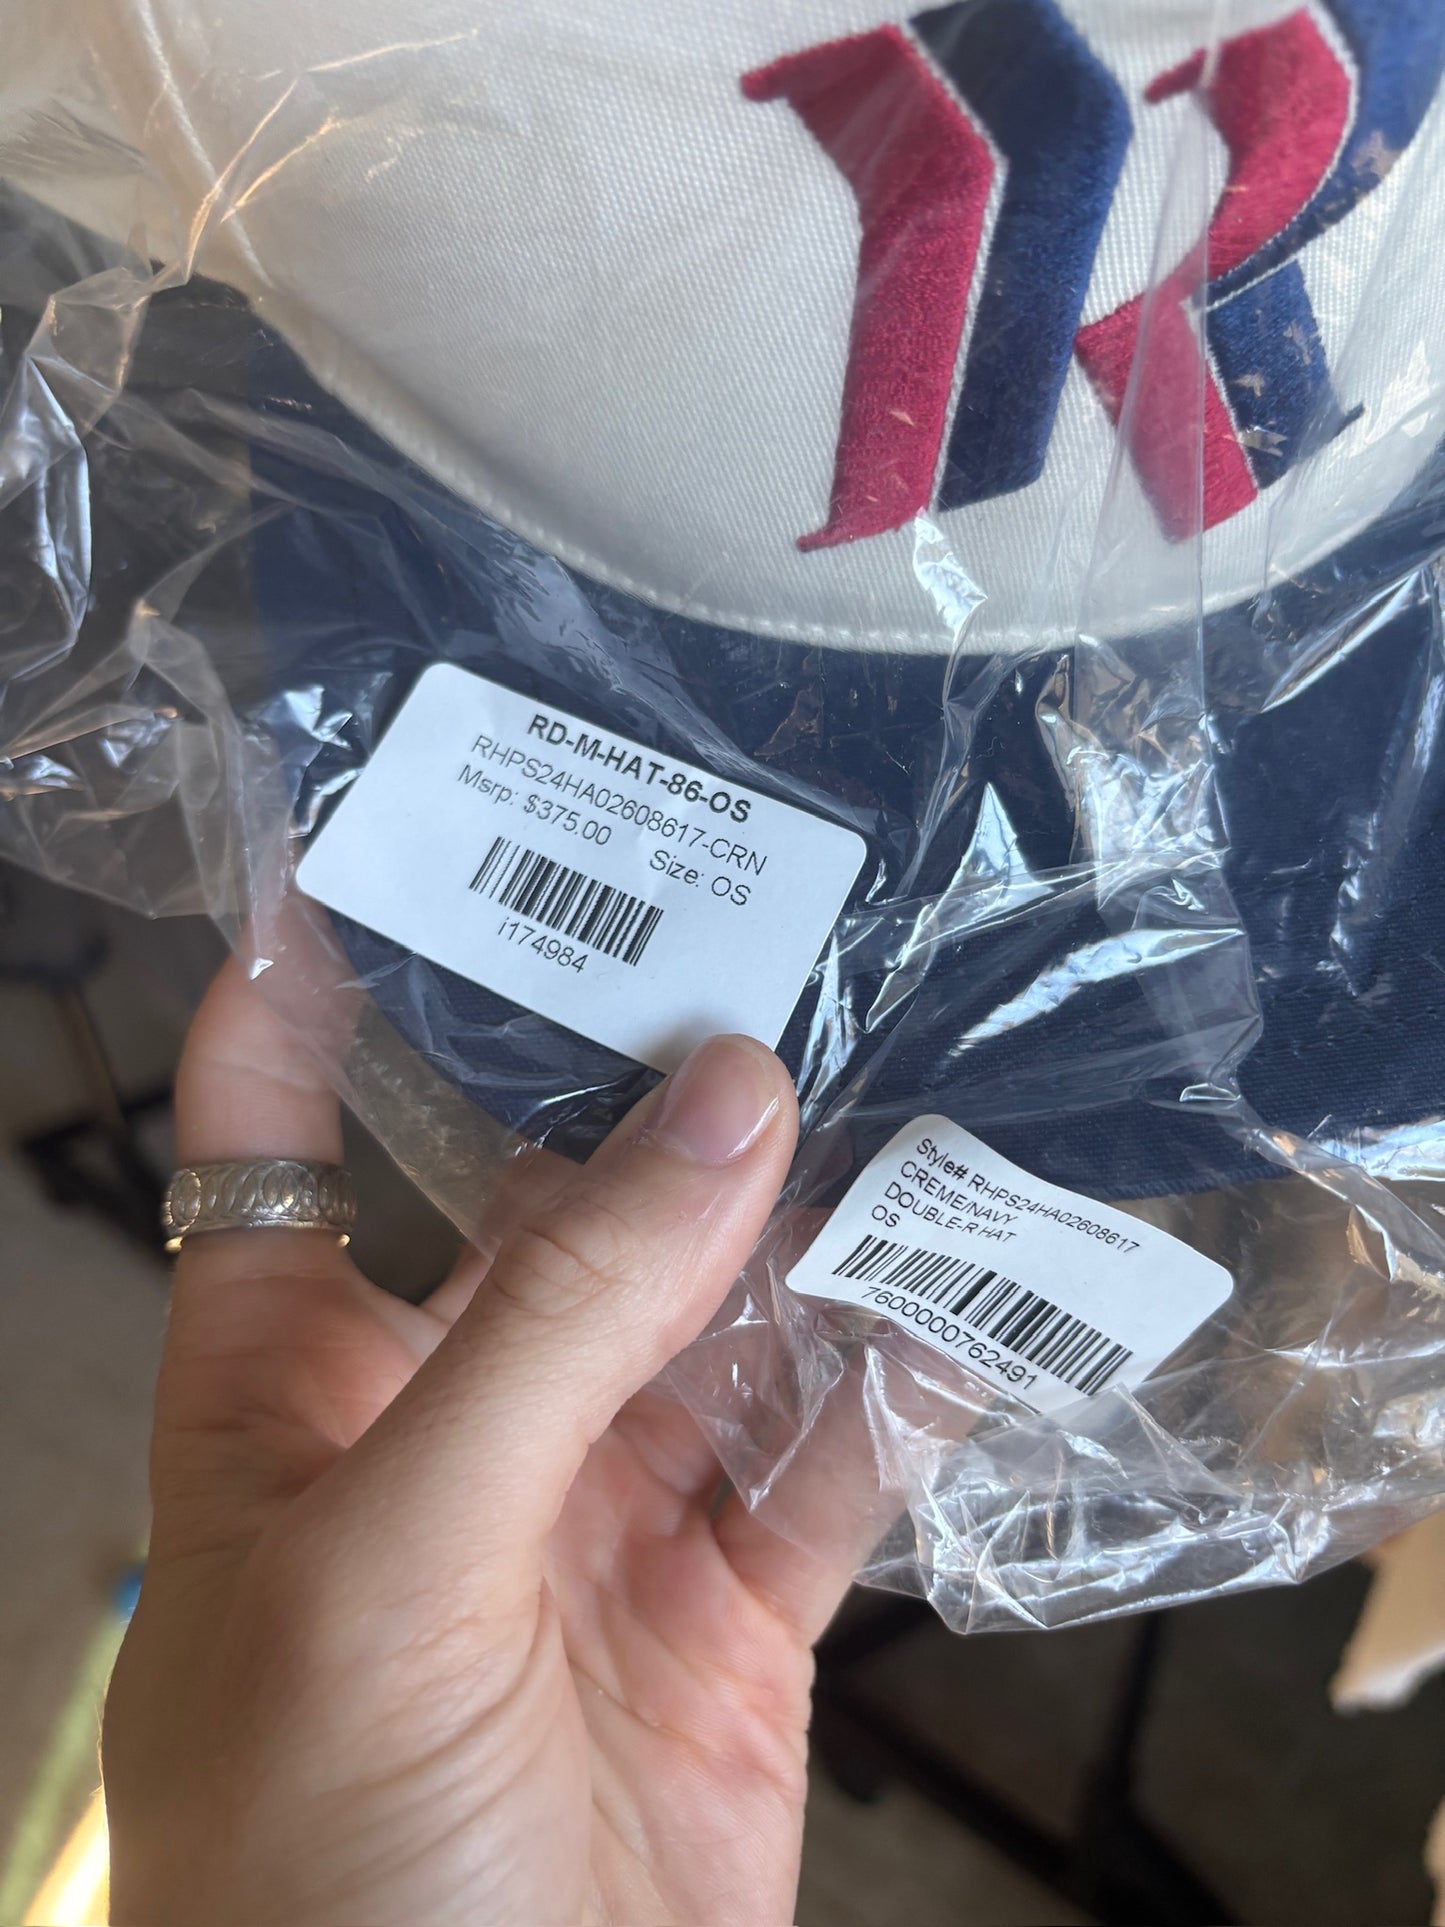 RR
RD-M-HAT-86-OS
RHPS24HA02608617-CRN
Msrp: $375.00 Size: OS
i174984
Style# RHPS24HA02608617
CREME/NAVY
DOUBLE-R HAT
OS
7600000762491